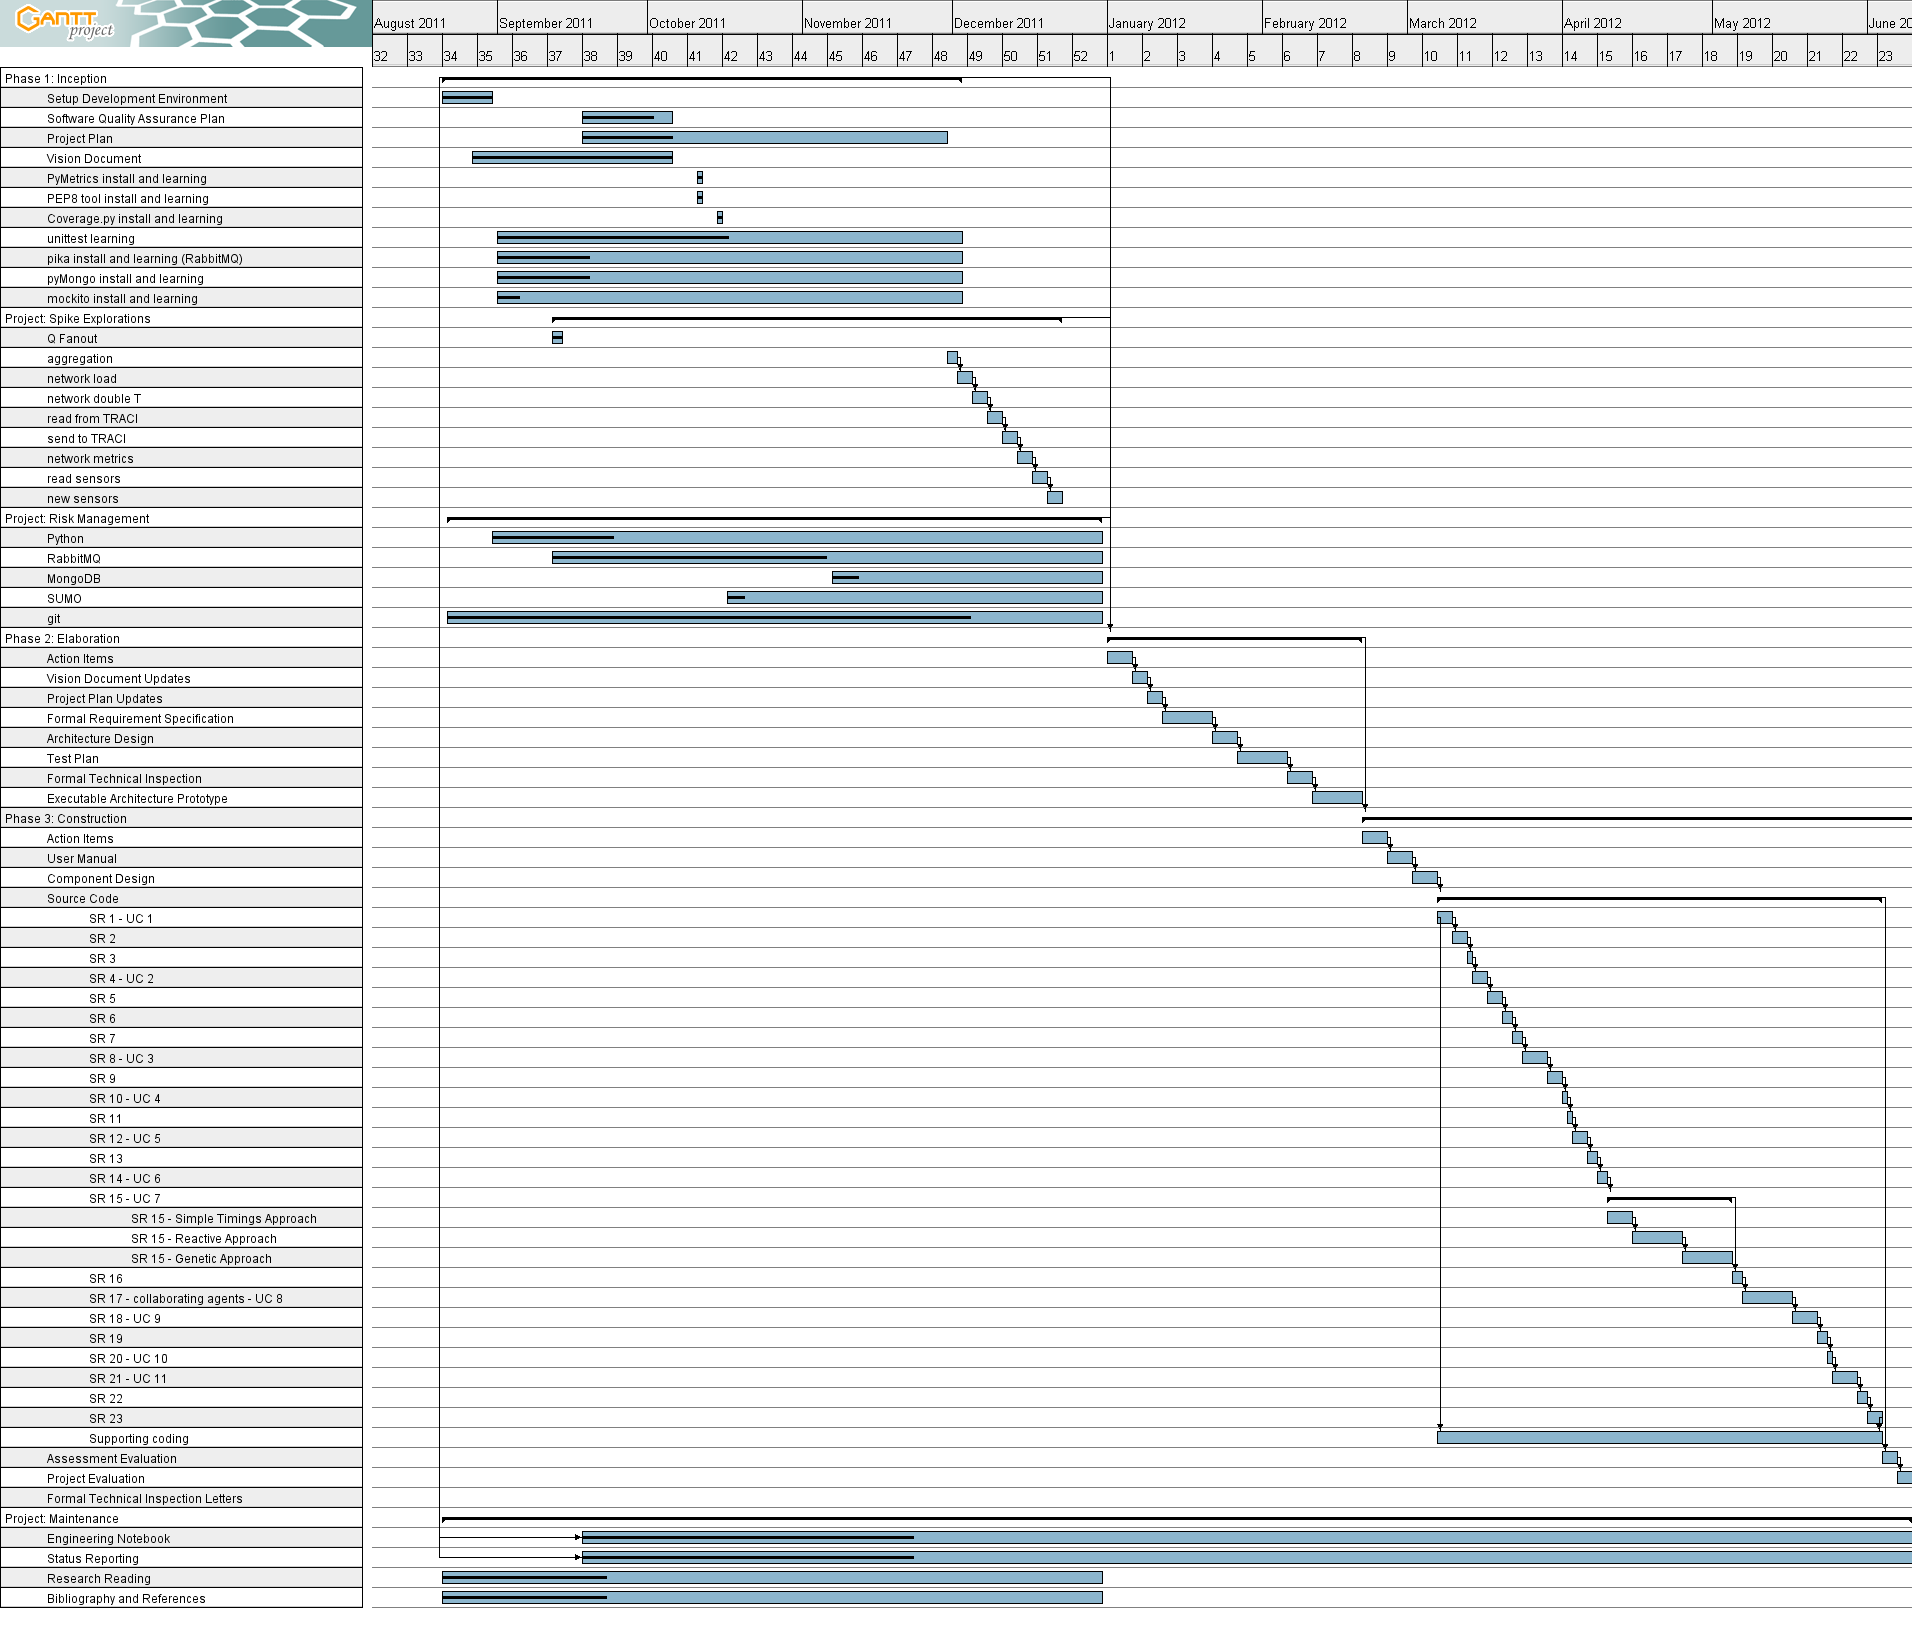 GANTT
project
August 2011 September 2011 October 2011 November 2011 December 2011 January 2012 February 2012 March 2012 April 2012 May 2012 June 20
32 33 34 35 36 37 38 39 40 41 42 43 44 45 46 47 48 49 50 51 52 1 2 3 4 5 6 7 8 9 10 11 12 13 14 15 16 17 18 19 20 21 22 23
Phase 1: Inception
Setup Development Environment
Software Quality Assurance Plan
Project Plan
Vision Document
PyMetrics install and learning
PEP8 tool install and learning
Coverage.py install and learning
unittest learning
pika install and learning (RabbitMQ)
pyMongo install and learning
mockito install and learning
Project: Spike Explorations
Q Fanout
aggregation
network load
network double T
read from TRACI
send to TRACI
network metrics
read sensors
new sensors
Project: Risk Management
Python
RabbitMQ
MongoDB
SUMO
git
Phase 2: Elaboration
Action Items
Vision Document Updates
Project Plan Updates
Formal Requirement Specification
Architecture Design
Test Plan
Formal Technical Inspection
Executable Architecture Prototype
Phase 3: Construction
Action Items
User Manual
Component Design
Source Code
SR 1 - UC 1
SR 2
SR 3
SR 4 - UC 2
SR 5
SR 6
SR 7
SR 8 - UC 3
SR 9
SR 10 - UC 4
SR 11
SR 12 - UC 5
SR 13
SR 14 - UC 6
SR 15 - UC 7
SR 15 - Simple Timings Approach
SR 15 - Reactive Approach
SR 15 - Genetic Approach
SR 16
SR 17 - collaborating agents - UC 8
SR 18 - UC 9
SR 19
SR 20 - UC 10
SR 21 - UC 11
SR 22
SR 23
Supporting coding
Assessment Evaluation
Project Evaluation
Formal Technical Inspection Letters
Project: Maintenance
Engineering Notebook
Status Reporting
Research Reading
Bibliography and References